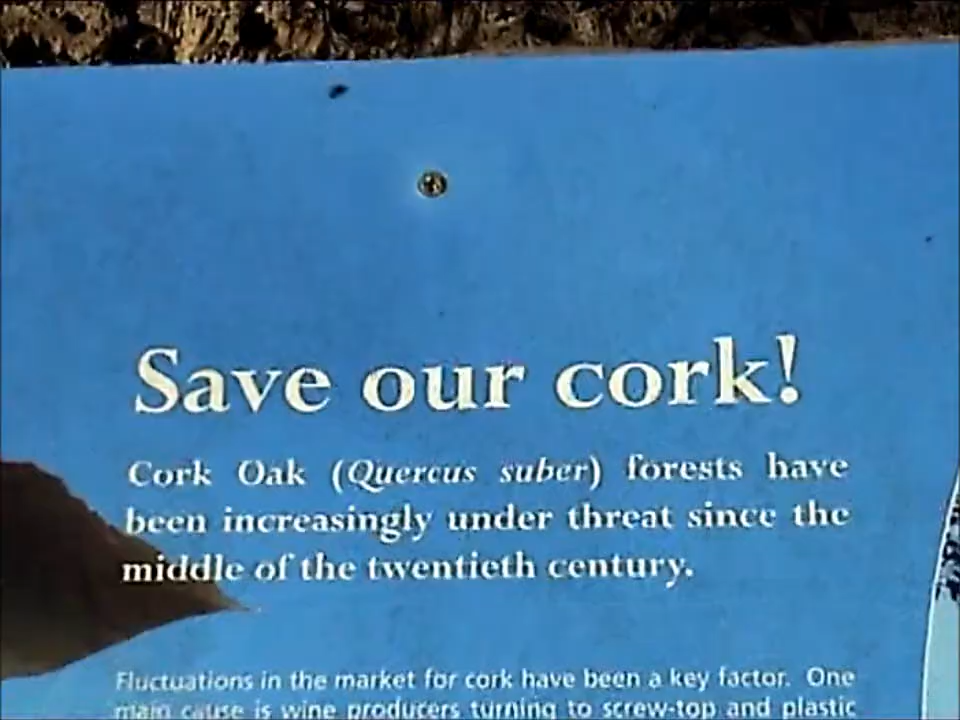 Save our cork!
Cork Oak (Quercus suber) forests have
been increasingly under threat since the
middle of the twentieth century.
Fluctuations in the market for cork have been a key factor. One
main cause is wine producers turning to screw-top and plastic